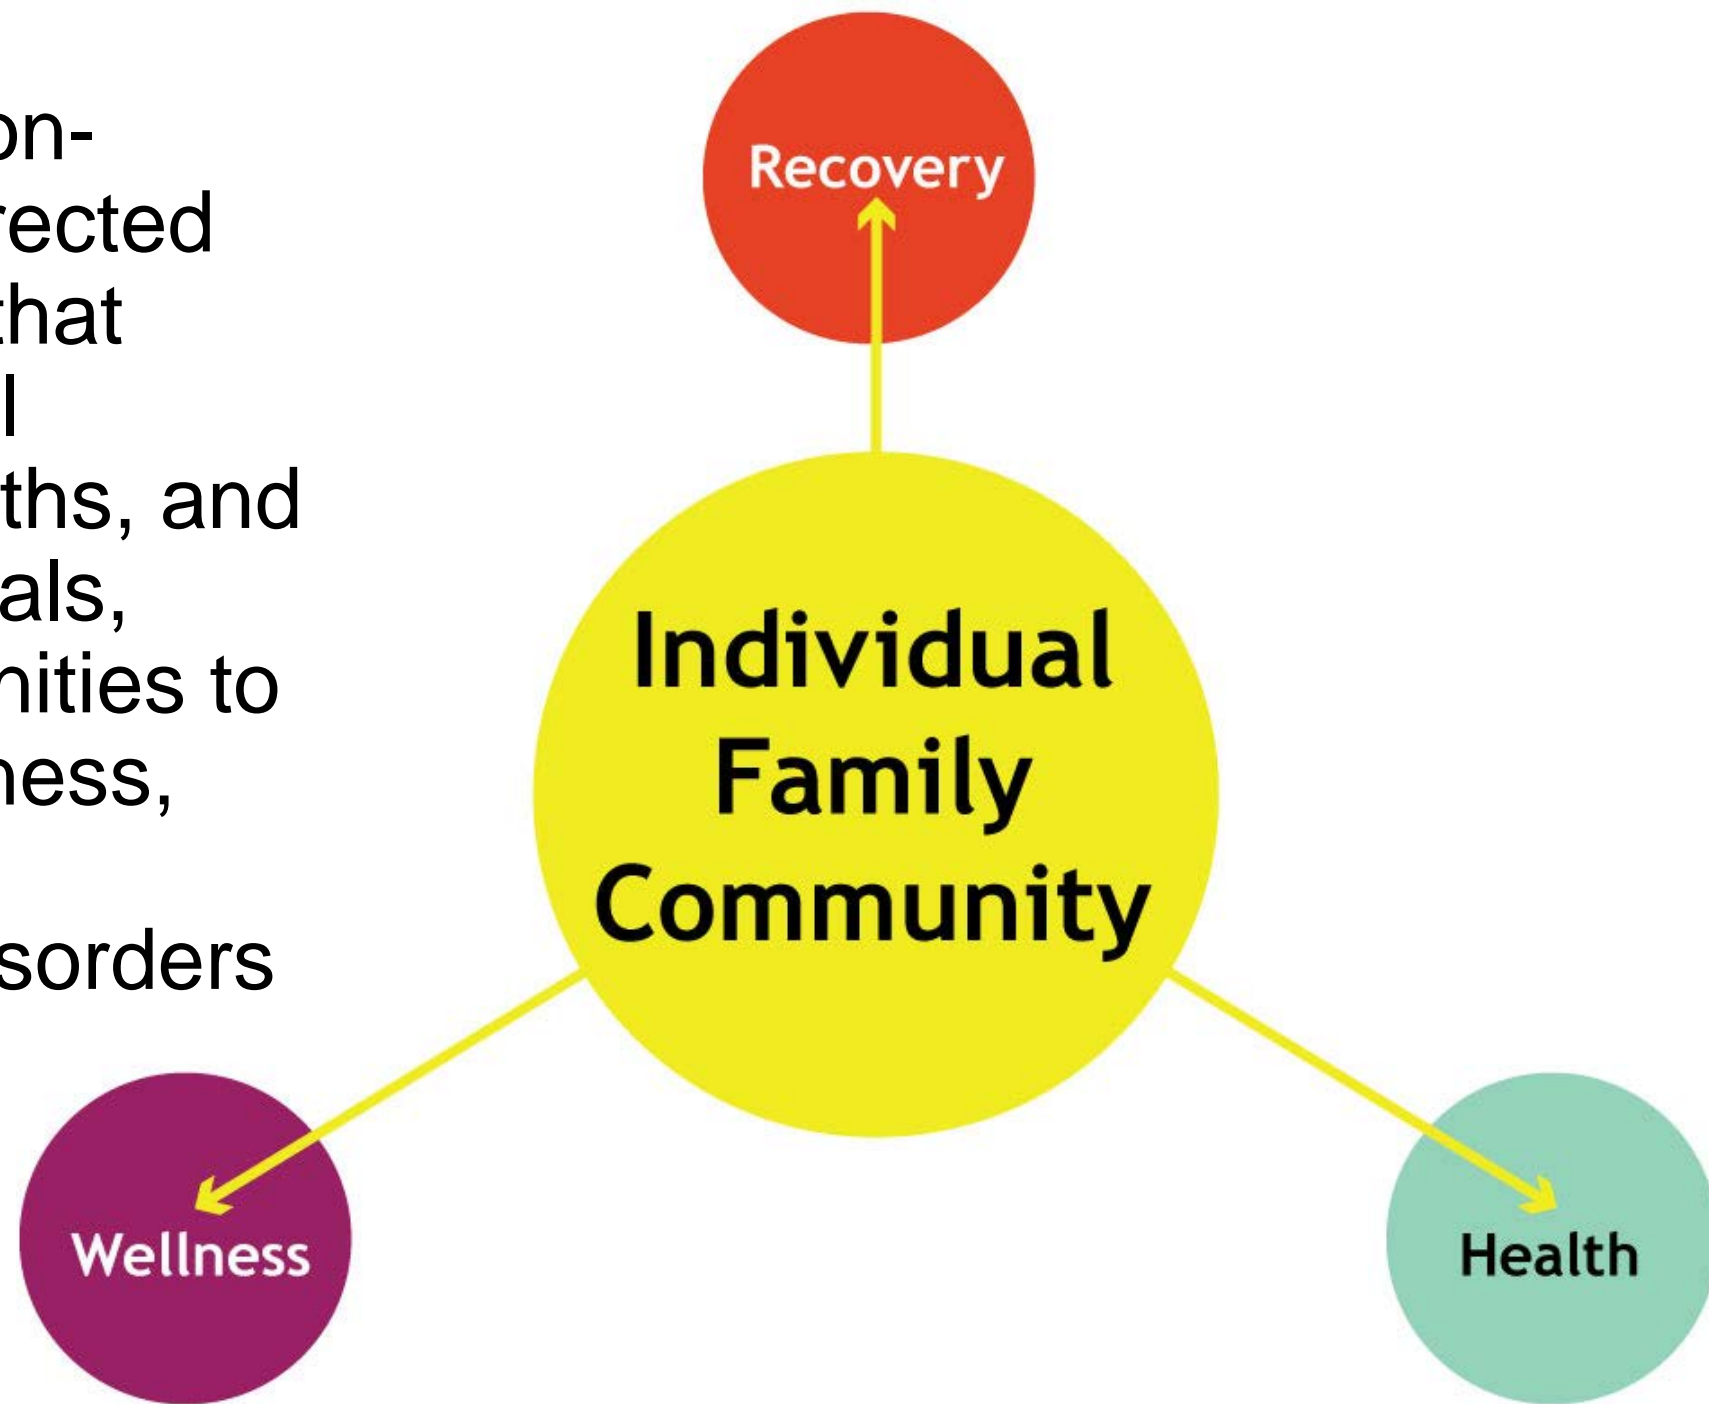 on-
rected
that
l
ths, and
als,
nities to
ness,
sorders
Recovery
Individual
Family
Community
Wellness
Health